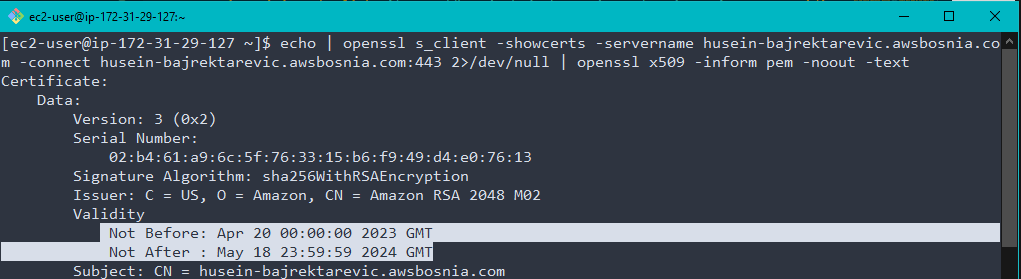 ec2-user@ip-172-31-29-127:~
[ec2-user@ip-172-31-29-127 ~]$ echo | openssl s_client -showcerts -servername husein-bajrektarevic.awsbosnia.co
m -connect husein-bajrektarevic.awsbosnia.com:443 2>/dev/null | openssl x509 -inform pem -noout -text
Certificate:
    Data:
        Version: 3 (0x2)
        Serial Number:
            02:b4:61:a9:6c:5f:76:33:15:b6:f9:49:d4:e0:76:13
        Signature Algorithm: sha256WithRSAEncryption
        Issuer: C = US, O = Amazon, CN = Amazon RSA 2048 M02
        Validity
            Not Before: Apr 20 00:00:00 2023 GMT
            Not After : May 18 23:59:59 2024 GMT
        Subject: CN = husein-bajrektarevic.awsbosnia.com